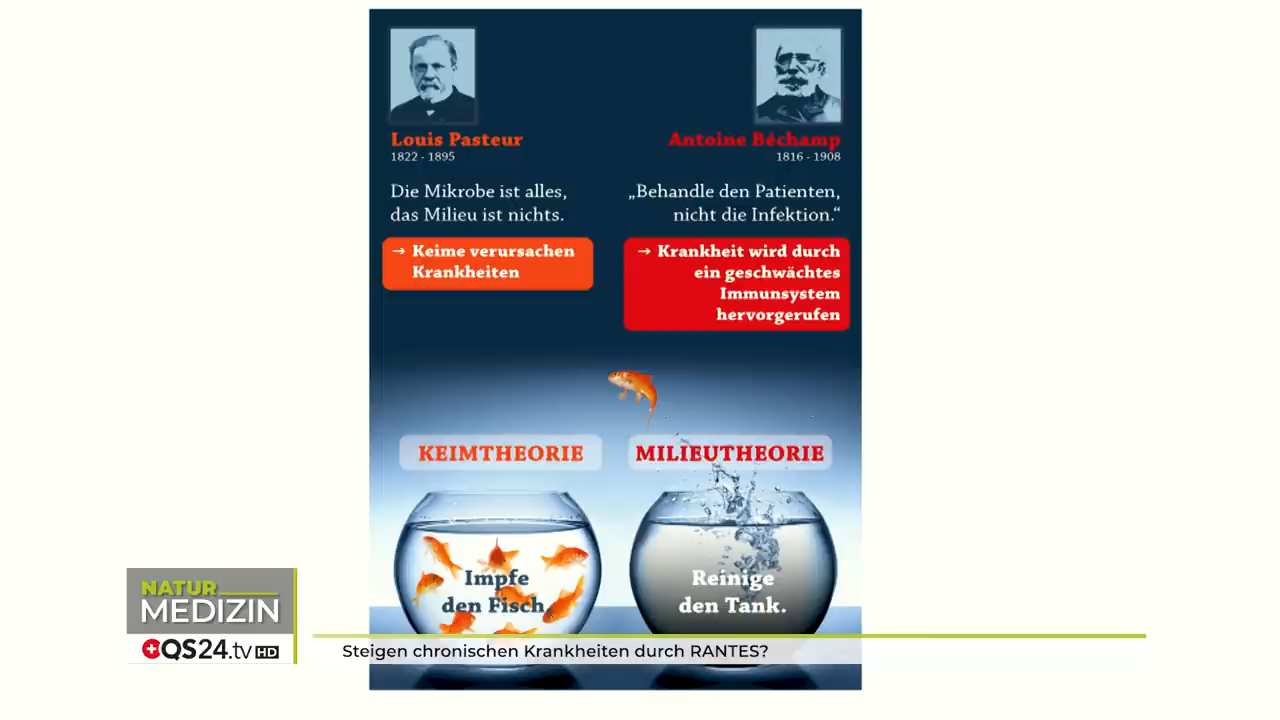 Louis Pasteur
1822 - 1895
Die Mikrobe ist alles,
das Milieu ist nichts.
→ Keime verursachen
Krankheiten
Antoine Béchamp
1816 - 1908
„Behandle den Patienten,
nicht die Infektion.“
→ Krankheit wird durch
ein geschwächtes
Immunsystem
hervorgerufen
KEIMTHEORIE
Impfe
den Fisch.
MILIEUTHEORIE
Reinige
den Tank.
NATUR
MEDIZIN
QS24.tv HD
Steigen chronischen Krankheiten durch RANTES?